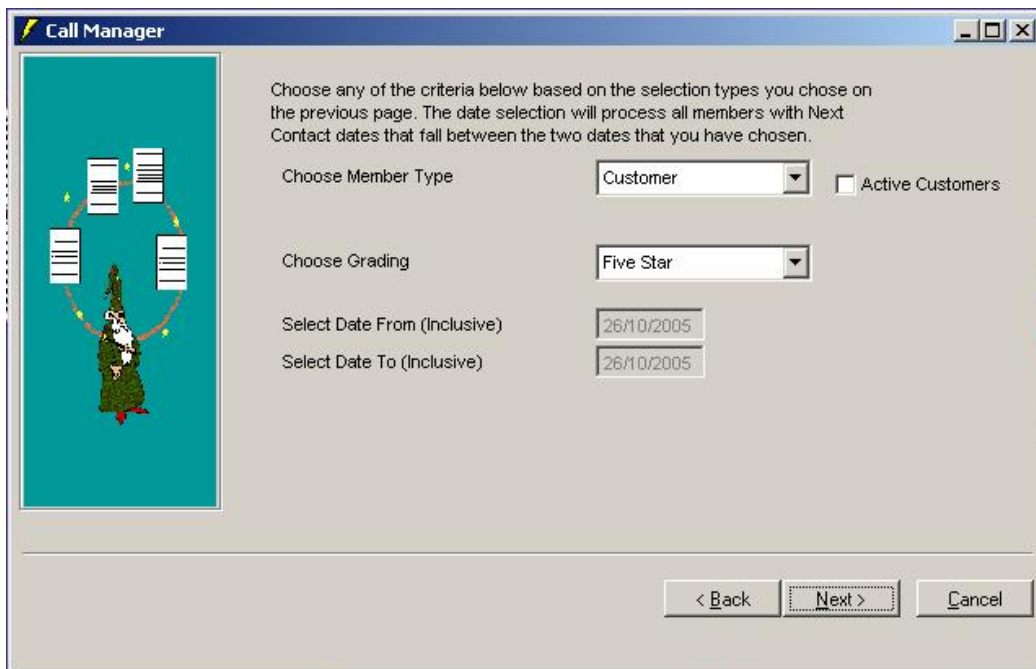 Call Manager
Choose any of the criteria below based on the selection types you chose on
the previous page. The date selection will process all members with Next
Contact dates that fall between the two dates that you have chosen.
Choose Member Type
Customer
Active Customers
Choose Grading
Five Star
Select Date From (Inclusive)
26/10/2005
Select Date To (Inclusive)
26/10/2005
< Back
Next >
Cancel